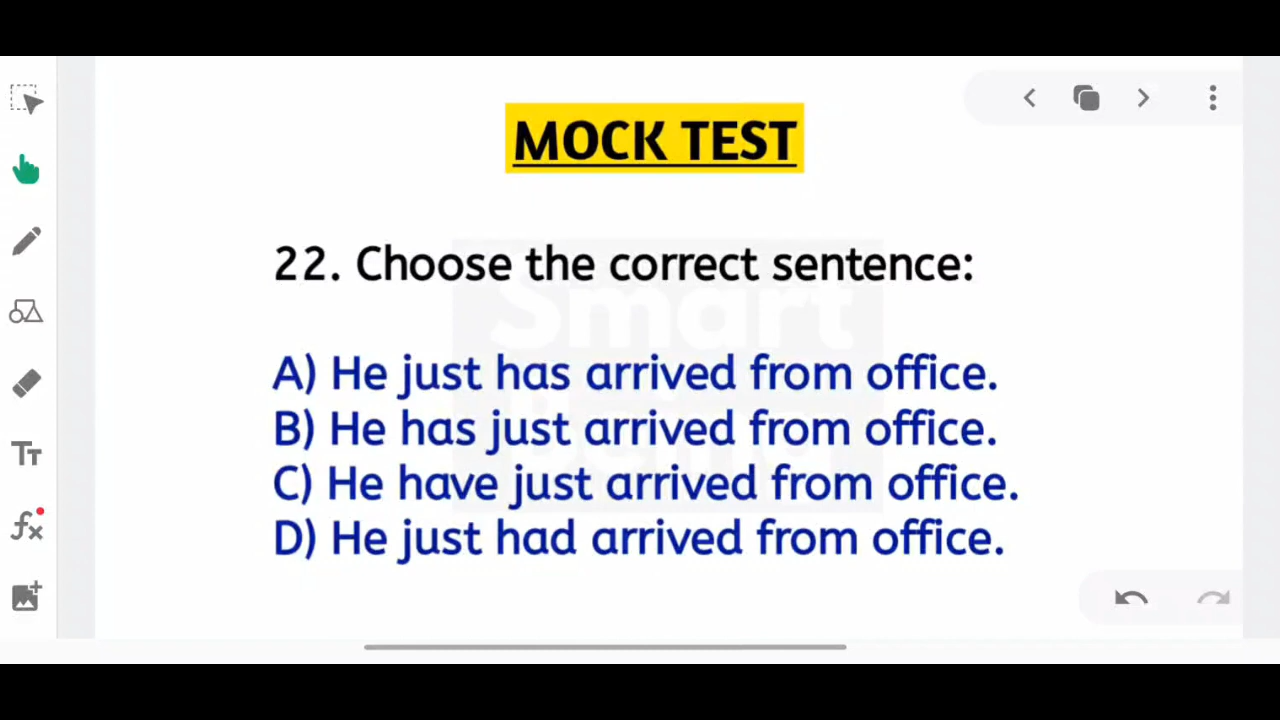 MOCK TEST
22. Choose the correct sentence:
Smart
A) He just has arrived from office.
B) He has just arrived from office.
C) He have just arrived from office.
D) He just had arrived from office.